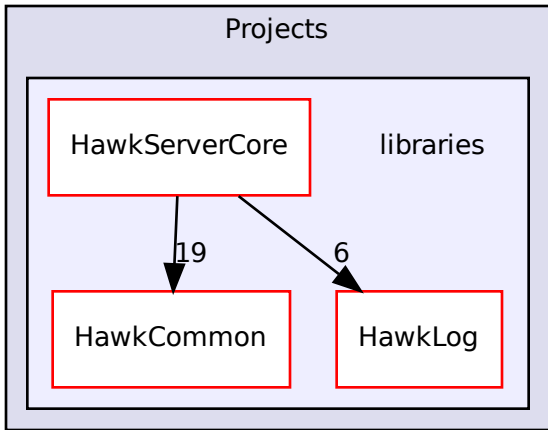 Projects
HawkServerCore
libraries
19
6
HawkCommon
HawkLog